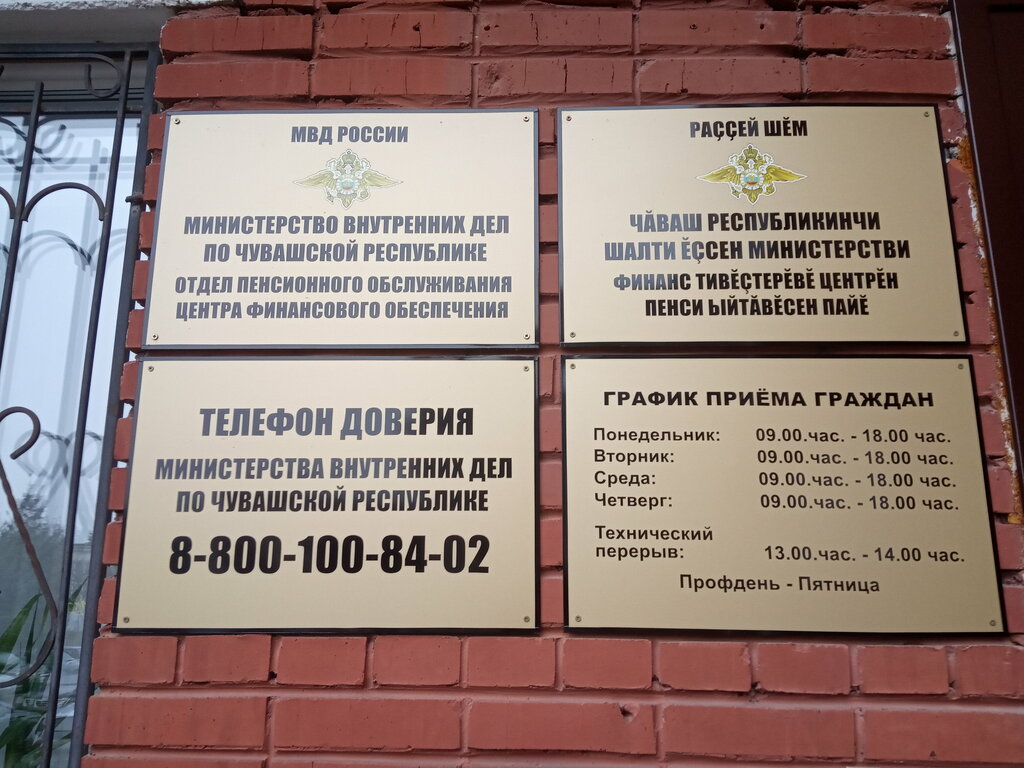 МВД РОССИИ
МИНИСТЕРСТВО ВНУТРЕННИХ ДЕЛ
ПО ЧУВАШСКОЙ РЕСПУБЛИКЕ
ОТДЕЛ ПЕНСИОННОГО ОБСЛУЖИВАНИЯ
ЦЕНТРА ФИНАНСОВОГО ОБЕСПЕЧЕНИЯ
РАҪҪЕЙ ШӖМ
ЧӐВАШ РЕСПУБЛИКИНЧИ
ШАЛТИ ӖҪСЕН МИНИСТЕРСТВИ
ФИНАНС ТИВӖҪТЕРӖВӖ ЦЕНТРӖН
ПЕНСИ ЫЙТӐВӖСЕН ПАЙӖ
ТЕЛЕФОН ДОВЕРИЯ
МИНИСТЕРСТВА ВНУТРЕННИХ ДЕЛ
ПО ЧУВАШСКОЙ РЕСПУБЛИКЕ
8-800-100-84-02
ГРАФИК ПРИЁМА ГРАЖДАН
Понедельник: 09.00.час. - 18.00 час.
Вторник: 09.00.час. - 18.00 час.
Среда: 09.00.час. - 18.00 час.
Четверг: 09.00.час. - 18.00 час.
Технический
перерыв: 13.00.час. - 14.00 час.
Профдень - Пятница